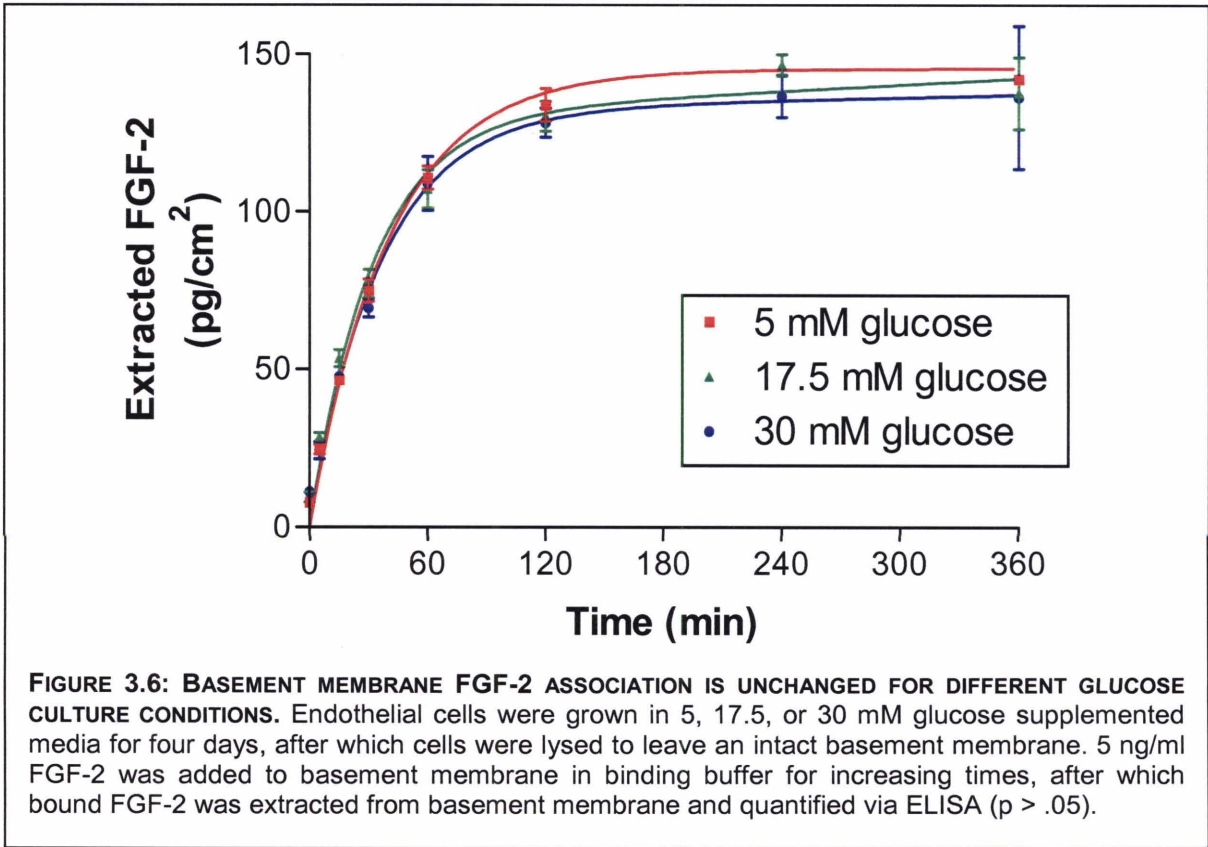 150
100
50
0
Extracted FGF-2
(pg/cm²)
5 mM glucose
17.5 mM glucose
30 mM glucose
0 60 120 180 240 300 360
Time (min)
FIGURE 3.6: BASEMENT MEMBRANE FGF-2 ASSOCIATION IS UNCHANGED FOR DIFFERENT GLUCOSE
CULTURE CONDITIONS. Endothelial cells were grown in 5, 17.5, or 30 mM glucose supplemented
media for four days, after which cells were lysed to leave an intact basement membrane. 5 ng/ml
FGF-2 was added to basement membrane in binding buffer for increasing times, after which
bound FGF-2 was extracted from basement membrane and quantified via ELISA (p > .05).